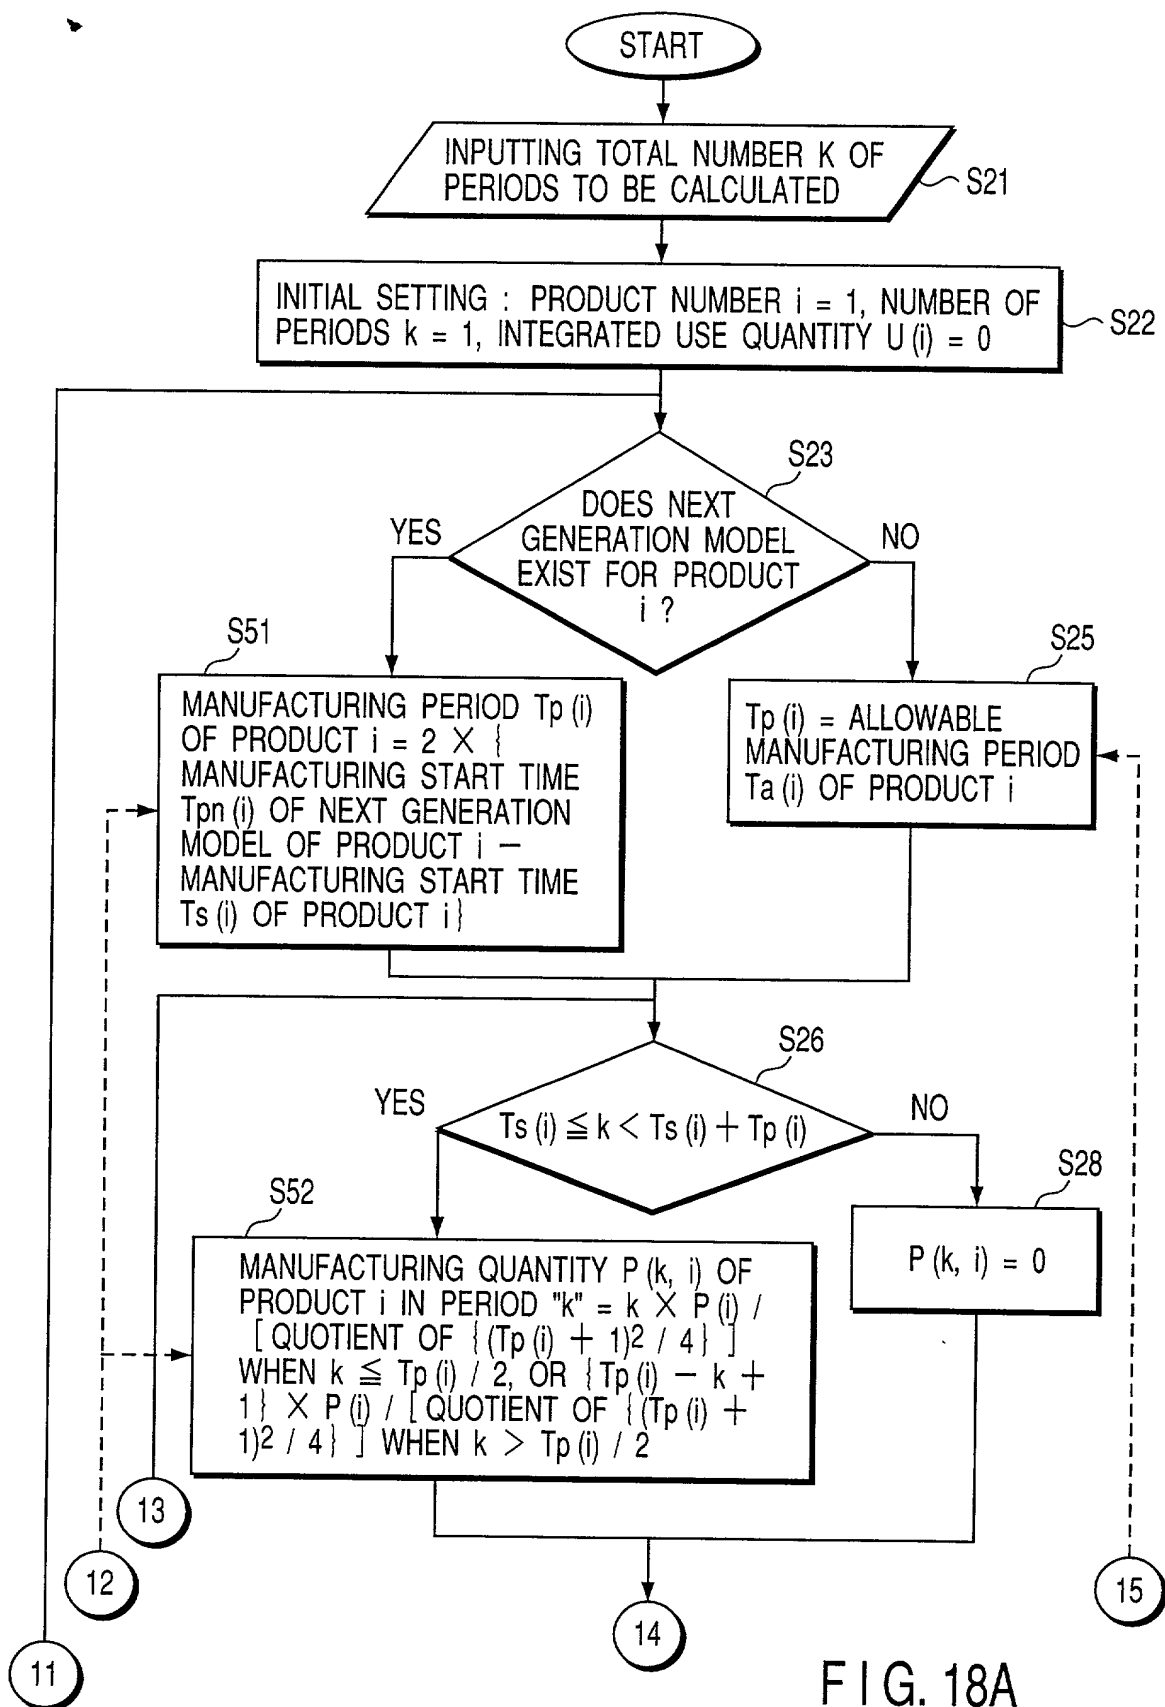 START
INPUTTING TOTAL NUMBER K OF
PERIODS TO BE CALCULATED
S21
INITIAL SETTING : PRODUCT NUMBER i = 1, NUMBER OF
PERIODS k = 1, INTEGRATED USE QUANTITY U (i) = 0
S22
S23
DOES NEXT
GENERATION MODEL
EXIST FOR PRODUCT
i ?
YES
NO
S51
MANUFACTURING PERIOD Tp (i)
OF PRODUCT i = 2 × {
MANUFACTURING START TIME
Tpn (i) OF NEXT GENERATION
MODEL OF PRODUCT i −
MANUFACTURING START TIME
Ts (i) OF PRODUCT i}
S25
Tp (i) = ALLOWABLE
MANUFACTURING PERIOD
Ta (i) OF PRODUCT i
S26
YES
Ts (i) ≦ k < Ts (i) + Tp (i)
NO
S52
MANUFACTURING QUANTITY P (k, i) OF
PRODUCT i IN PERIOD "k" = k × P (i) /
[ QUOTIENT OF {(Tp (i) + 1)2 / 4} ]
WHEN k ≦ Tp (i) / 2, OR {Tp (i) − k +
1} × P (i) / [ QUOTIENT OF {(Tp (i) +
1)2 / 4} ] WHEN k > Tp (i) / 2
S28
P (k, i) = 0
13
12
15
14
11
FIG. 18A